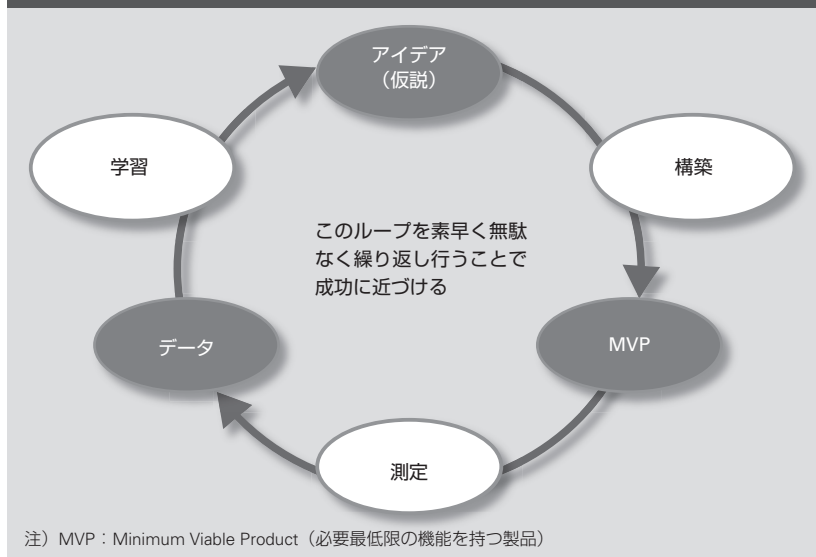 アイデア
（仮説）
構築
MVP
測定
データ
学習
このループを素早く無駄
なく繰り返し行うことで
成功に近づける
注）MVP：Minimum Viable Product（必要最低限の機能を持つ製品）